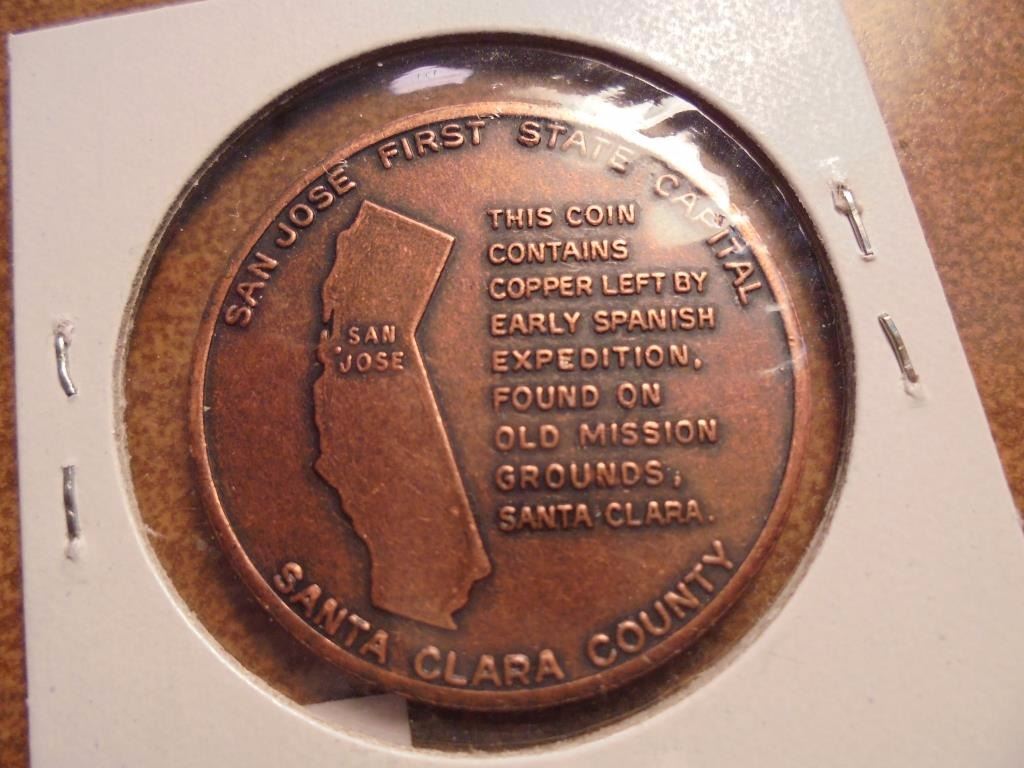 SAN JOSE FIRST STATE CAPITAL
THIS COIN
CONTAINS
COPPER LEFT BY
EARLY SPANISH
EXPEDITION,
FOUND ON
OLD MISSION
GROUNDS,
SANTA CLARA.
SAN
JOSE
SANTA CLARA COUNTY